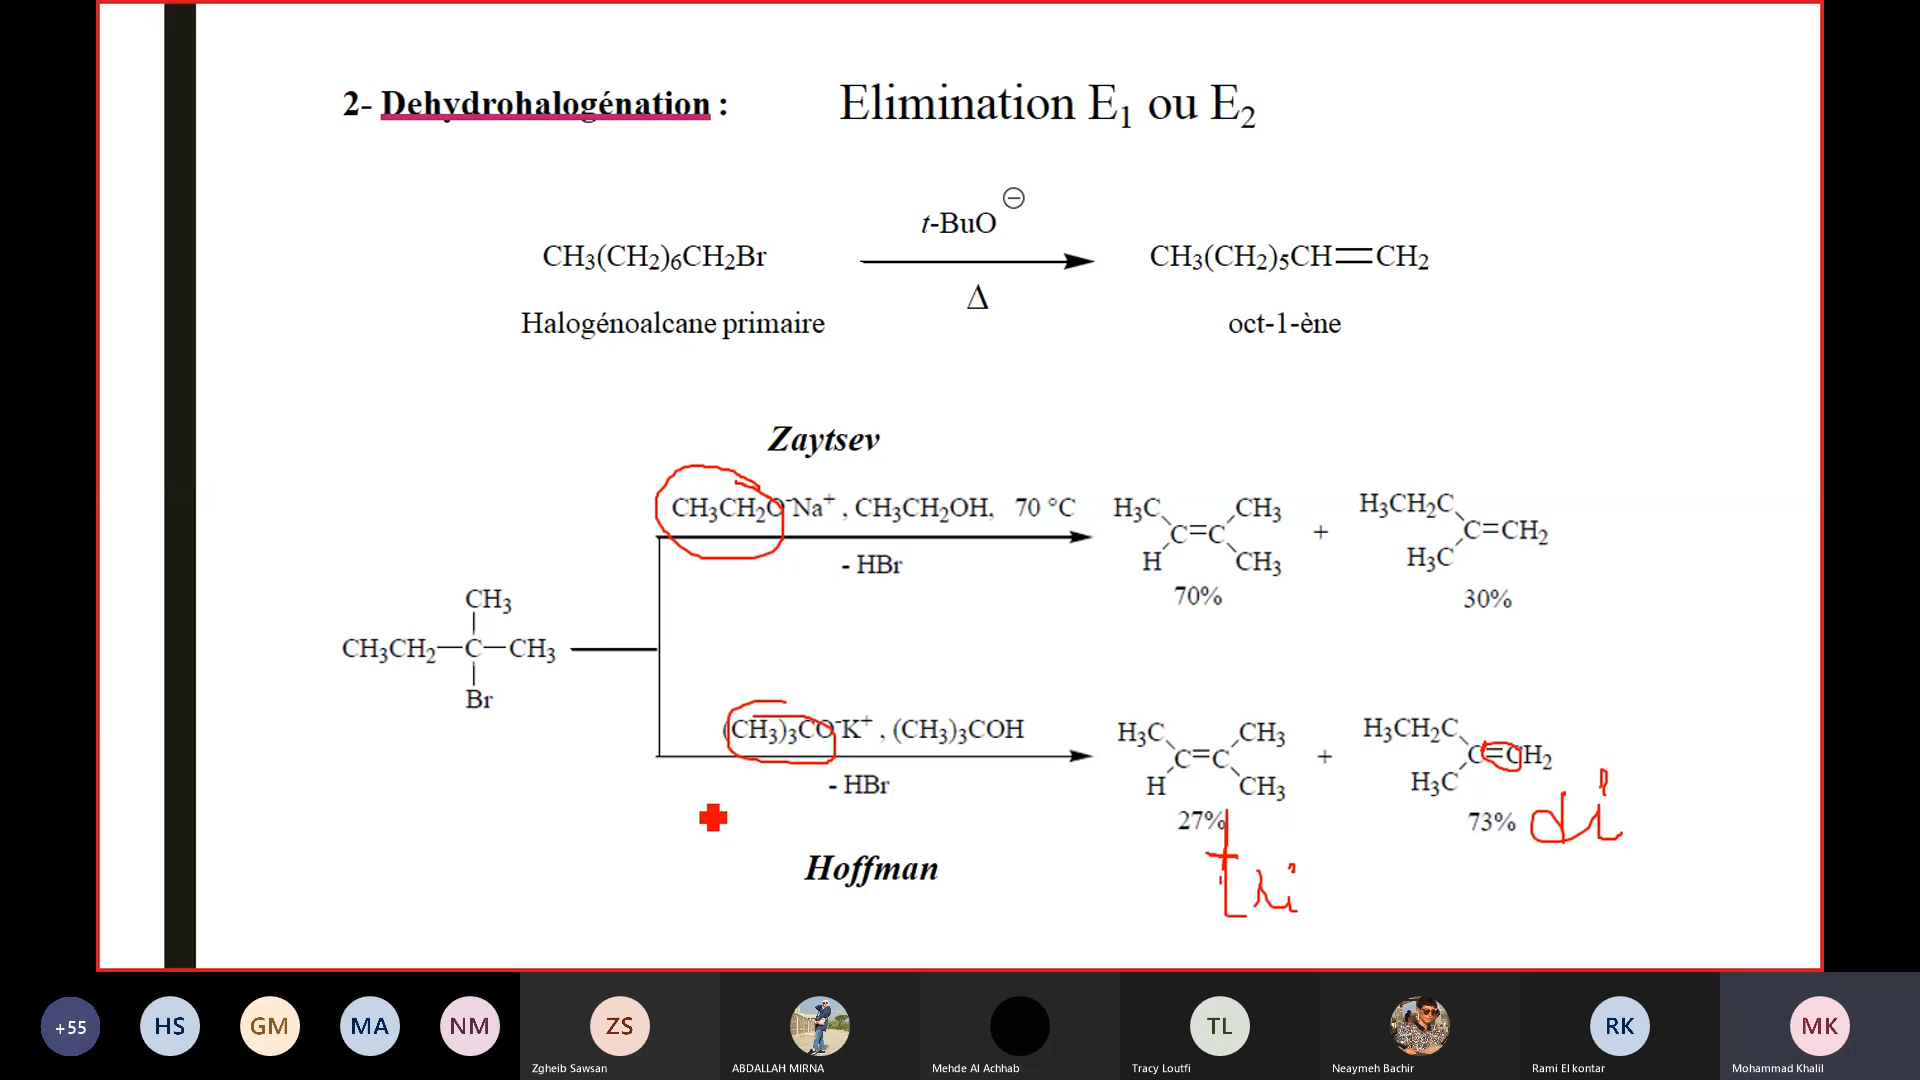 2- Dehydrohalogénation :
Elimination E₁ ou E₂
t-BuO⊖
CH₃(CH₂)₆CH₂Br
CH₃(CH₂)₅CH=CH₂
Δ
Halogénoalcane primaire
oct-1-ène
Zaytsev
CH₃CH₂O⁻Na⁺ , CH₃CH₂OH, 70 °C
- HBr
H₃C
CH₃
C=C
H
CH₃
70%
+
H₃CH₂C
C=CH₂
H₃C
30%
CH₃
CH₃CH₂—C—CH₃
Br
(CH₃)₃CO⁻K⁺ , (CH₃)₃COH
- HBr
H₃C
CH₃
C=C
H
CH₃
27%
tri
+
H₃CH₂C
C=CH₂
H₃C
73%
di
Hoffman
+55
HS
GM
MA
NM
ZS
Zgheib Sawsan
ABDALLAH MIRNA
Mehde Al Achhab
TL
Tracy Loutfi
Neaymeh Bachir
RK
Rami El kontar
MK
Mohammad Khalil